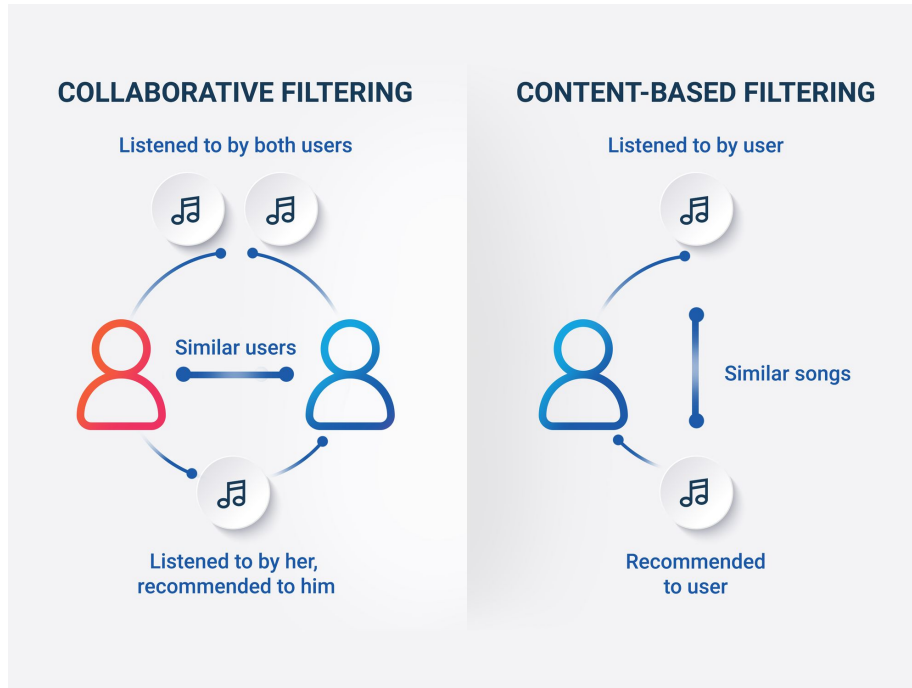 COLLABORATIVE FILTERING
Listened to by both users
Similar users
Listened to by her,
recommended to him
CONTENT-BASED FILTERING
Listened to by user
Similar songs
Recommended
to user